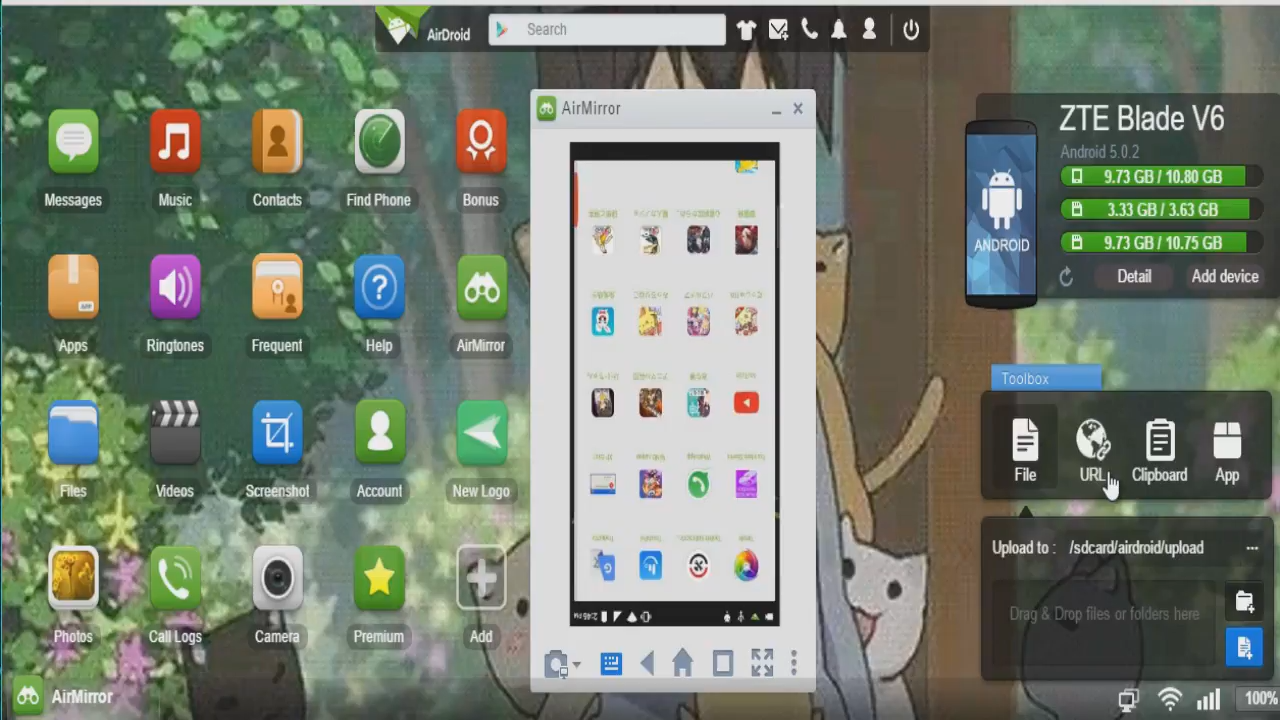 AirDroid
Search
AirMirror
ZTE Blade V6
Android 5.0.2
9.73 GB / 10.80 GB
3.33 GB / 3.63 GB
9.73 GB / 10.75 GB
ANDROID
Detail
Add device
Messages
Music
Contacts
Find Phone
Bonus
Apps
Ringtones
Frequent
Help
AirMirror
Files
Videos
Screenshot
Account
New Logo
Photos
Call Logs
Camera
Premium
Add
Toolbox
File
URL
Clipboard
App
Upload to : /sdcard/airdroid/upload
Drag & Drop files or folders here
AirMirror
100%